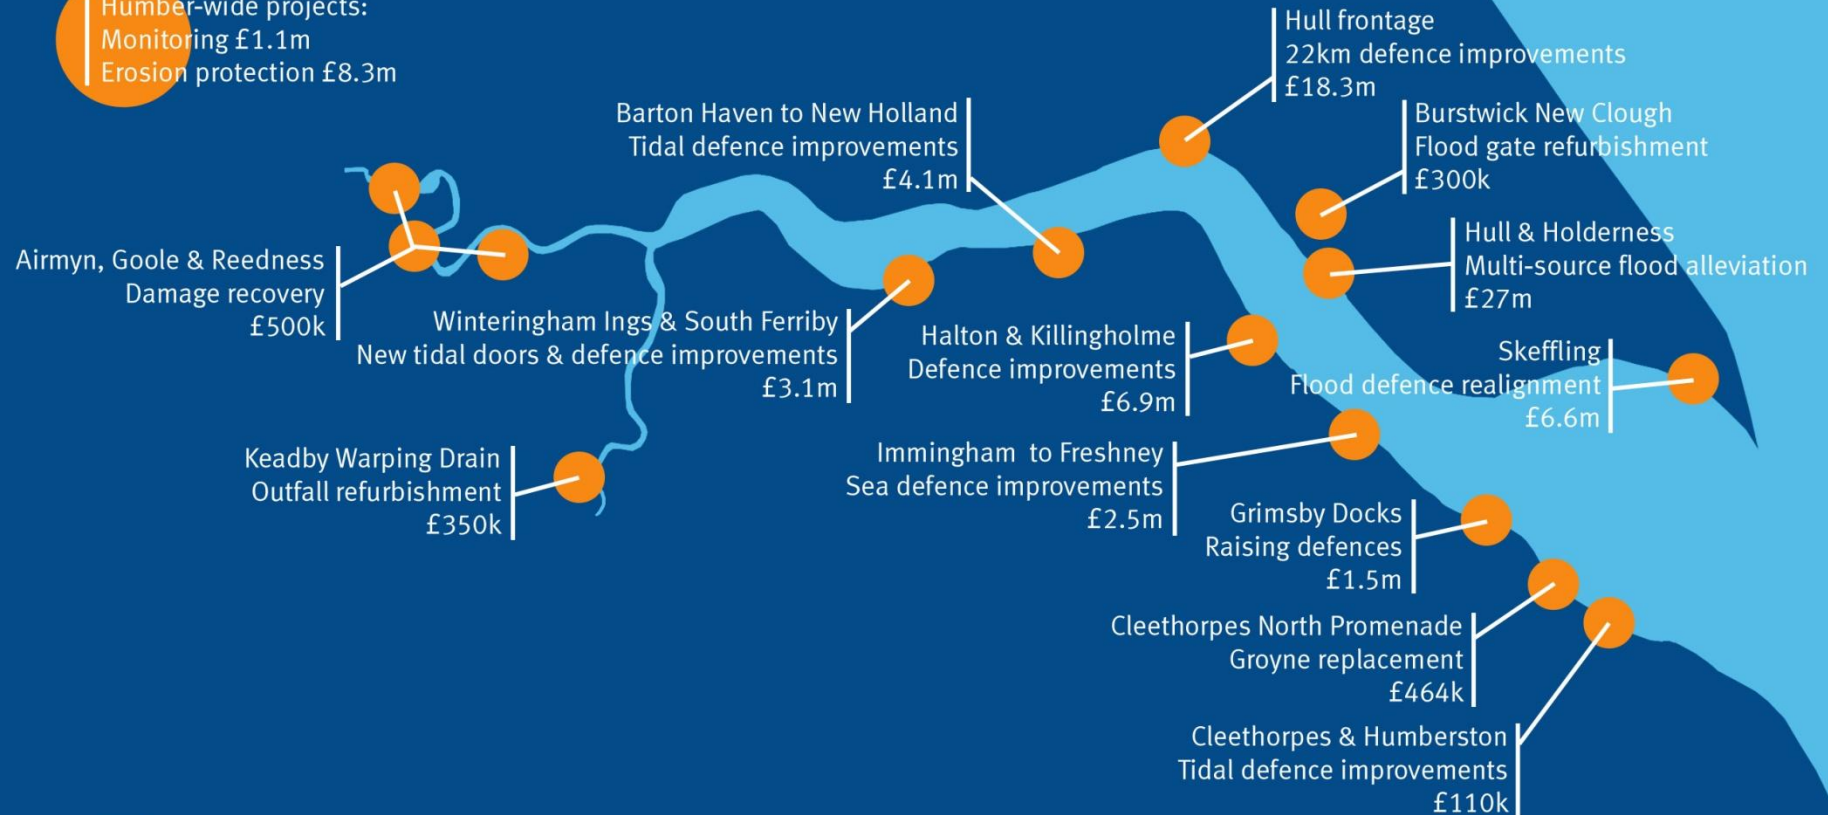 Humber-wide projects:
Monitoring £1.1m
Erosion protection £8.3m
Hull frontage
22km defence improvements
£18.3m
Barton Haven to New Holland
Tidal defence improvements
£4.1m
Burstwick New Clough
Flood gate refurbishment
£300k
Airmyn, Goole & Reedness
Damage recovery
£500k
Hull & Holderness
Multi-source flood alleviation
£27m
Winteringham Ings & South Ferriby
New tidal doors & defence improvements
£3.1m
Halton & Killingholme
Defence improvements
£6.9m
Skeffling
Flood defence realignment
£6.6m
Keadby Warping Drain
Outfall refurbishment
£350k
Immingham to Freshney
Sea defence improvements
£2.5m
Grimsby Docks
Raising defences
£1.5m
Cleethorpes North Promenade
Groyne replacement
£464k
Cleethorpes & Humberston
Tidal defence improvements
£110k